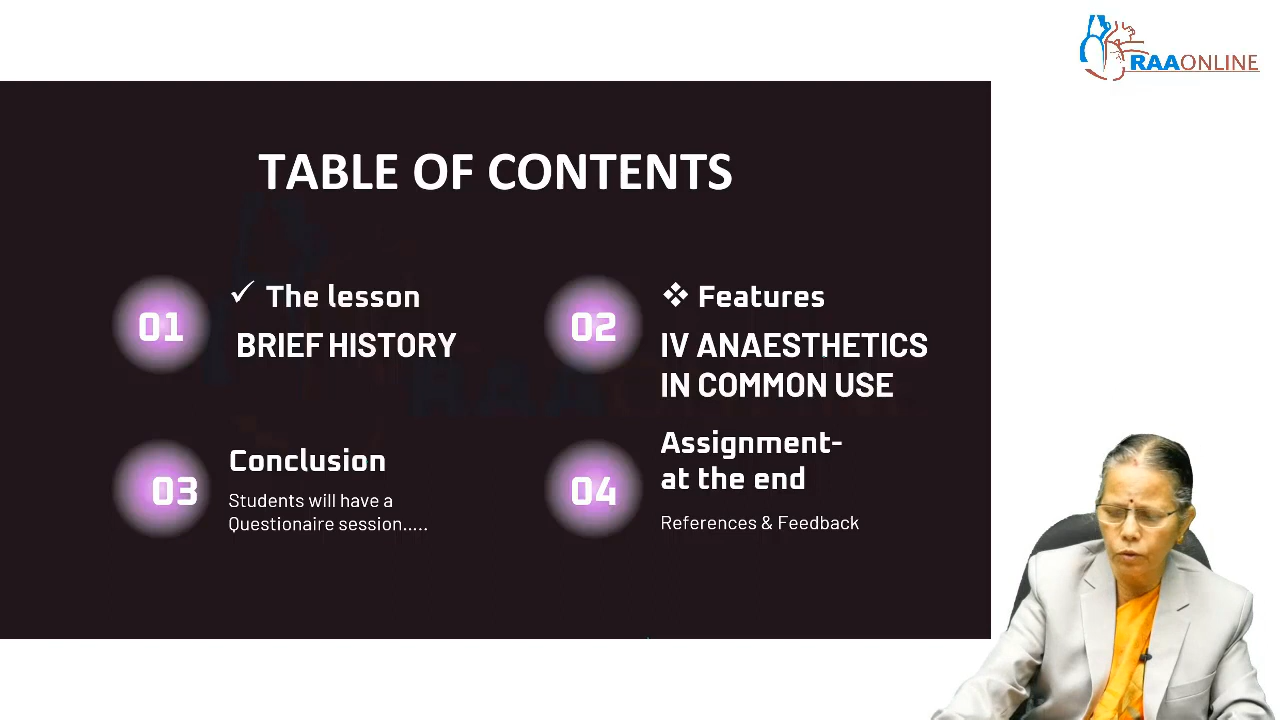 RAAONLINE
TABLE OF CONTENTS
01
✓ The lesson
BRIEF HISTORY
02
❖ Features
IV ANAESTHETICS
IN COMMON USE
03
Conclusion
Students will have a
Questionaire session.....
04
Assignment-
at the end
References & Feedback